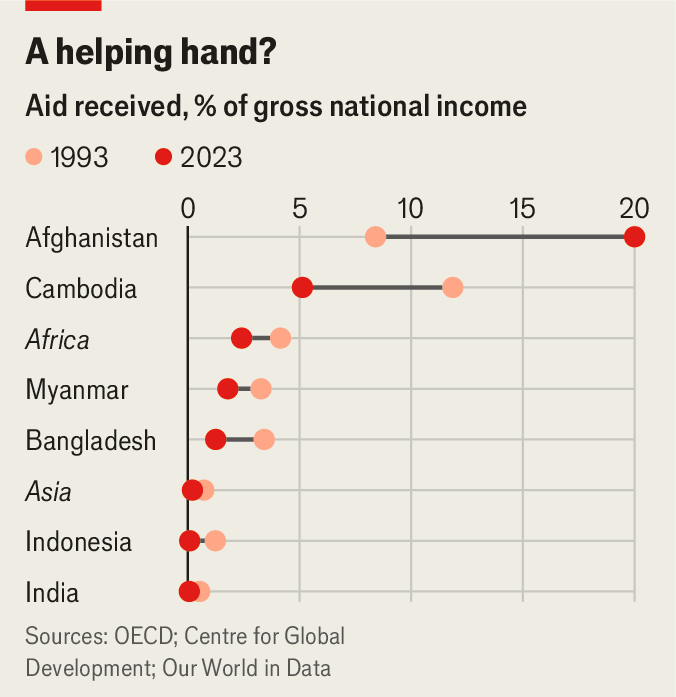 A helping hand?
Aid received, % of gross national income
1993 2023
0 5 10 15 20
Afghanistan
Cambodia
Africa
Myanmar
Bangladesh
Asia
Indonesia
India
Sources: OECD; Centre for Global
Development; Our World in Data